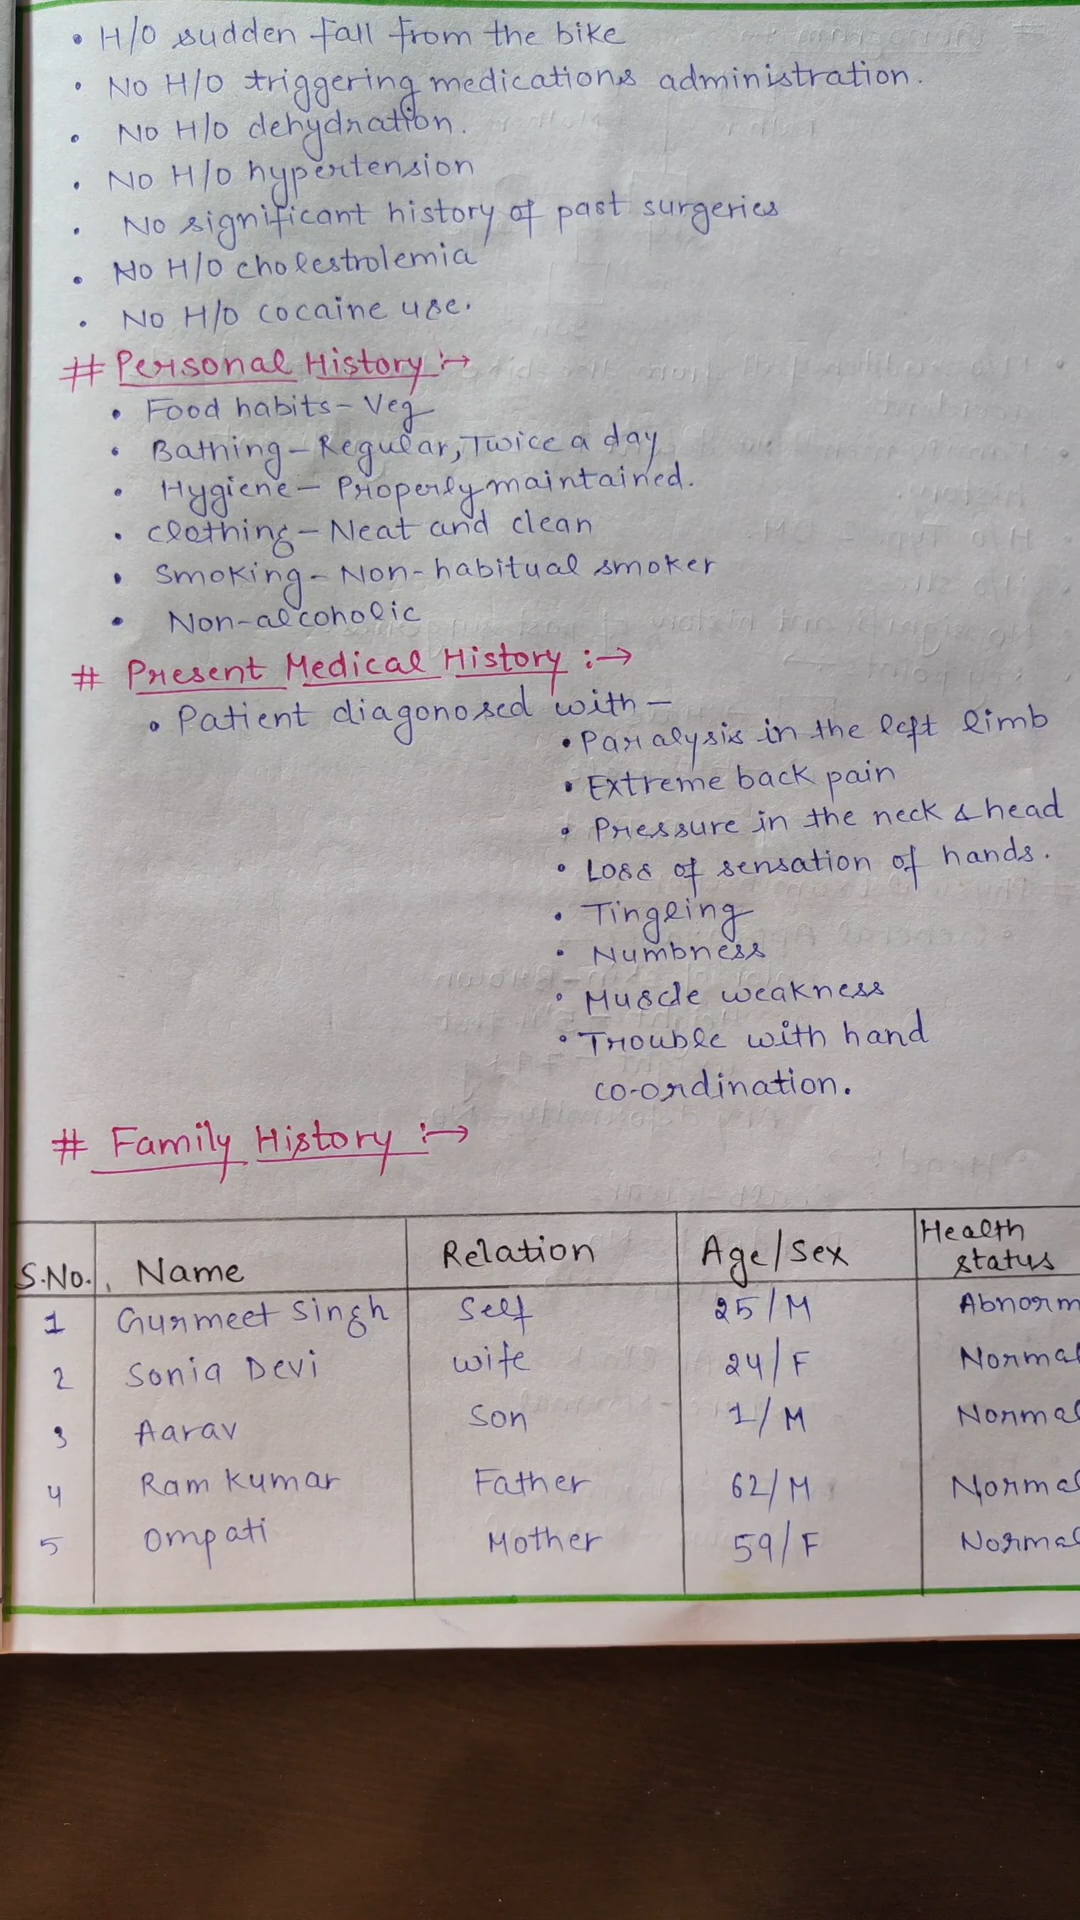 • H/O sudden fall from the bike
• No H/O triggering medications administration.
• No H/O dehydration.
• No H/O hypertension
• No significant history of past surgeries
• No H/O cholestrolemia
• No H/O cocaine use.
# Personal History :→
• Food habits - Veg
• Bathing - Regular, Twice a day
• Hygiene - Properly maintained.
• Clothing - Neat and clean
• Smoking - Non-habitual smoker
• Non-alcoholic
# Present Medical History :→
• Patient diagonosed with -
• Paralysis in the left limb
• Extreme back pain
• Pressure in the neck & head
• Loss of sensation of hands.
• Tingling
• Numbness
• Muscle weakness
• Trouble with hand
co-ordination.
# Family History :→
S.No. Name Relation Age/Sex Health status
1 Gurmeet Singh Self 25/M Abnorm
2 Sonia Devi wife 24/F Normal
3 Aarav Son 1/M Normal
4 Ram Kumar Father 62/M Normal
5 Ompati Mother 59/F Normal